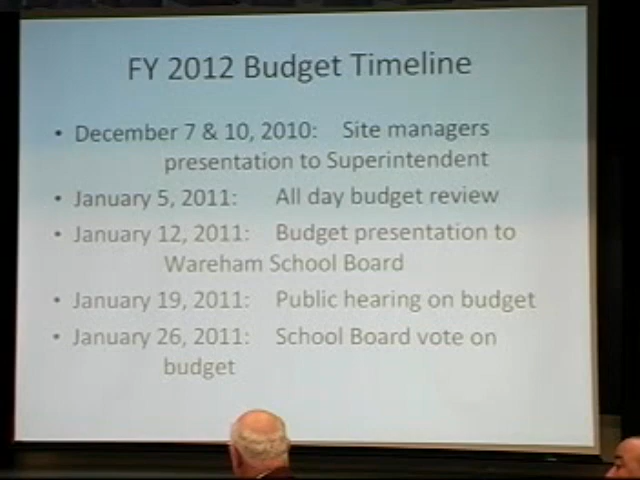 FY 2012 Budget Timeline
• December 7 & 10, 2010: Site managers
presentation to Superintendent
• January 5, 2011: All day budget review
• January 12, 2011: Budget presentation to
Wareham School Board
• January 19, 2011: Public hearing on budget
• January 26, 2011: School Board vote on
budget